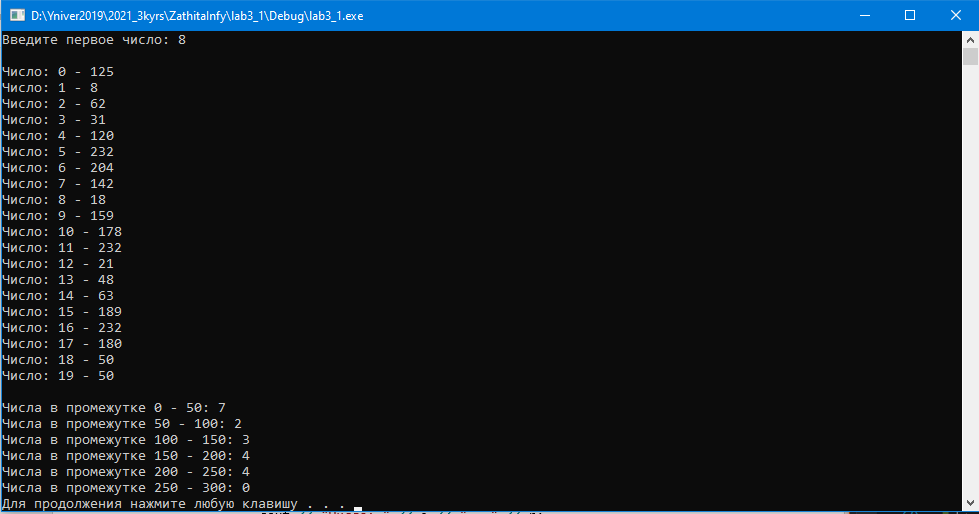 D:\Yniver2019\2021_3kyrs\ZathitaInfy\lab3_1\Debug\lab3_1.exe
Введите первое число: 8
Число: 0 - 125
Число: 1 - 8
Число: 2 - 62
Число: 3 - 31
Число: 4 - 120
Число: 5 - 232
Число: 6 - 204
Число: 7 - 142
Число: 8 - 18
Число: 9 - 159
Число: 10 - 178
Число: 11 - 232
Число: 12 - 21
Число: 13 - 48
Число: 14 - 63
Число: 15 - 189
Число: 16 - 232
Число: 17 - 180
Число: 18 - 50
Число: 19 - 50
Числа в промежутке 0 - 50: 7
Числа в промежутке 50 - 100: 2
Числа в промежутке 100 - 150: 3
Числа в промежутке 150 - 200: 4
Числа в промежутке 200 - 250: 4
Числа в промежутке 250 - 300: 0
Для продолжения нажмите любую клавишу . . .